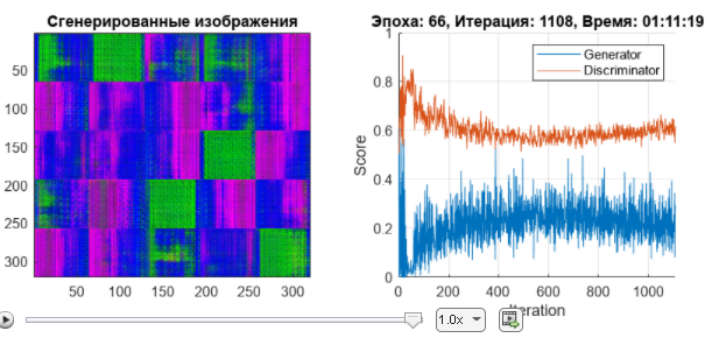 Сгенерированные изображения
50
100
150
200
250
300
50 100 150 200 250 300
Эпоха: 66, Итерация: 1108, Время: 01:11:19
Generator
Discriminator
Score
1
0.8
0.6
0.4
0.2
0
0 200 400 600 800 1000
Iteration
1.0x